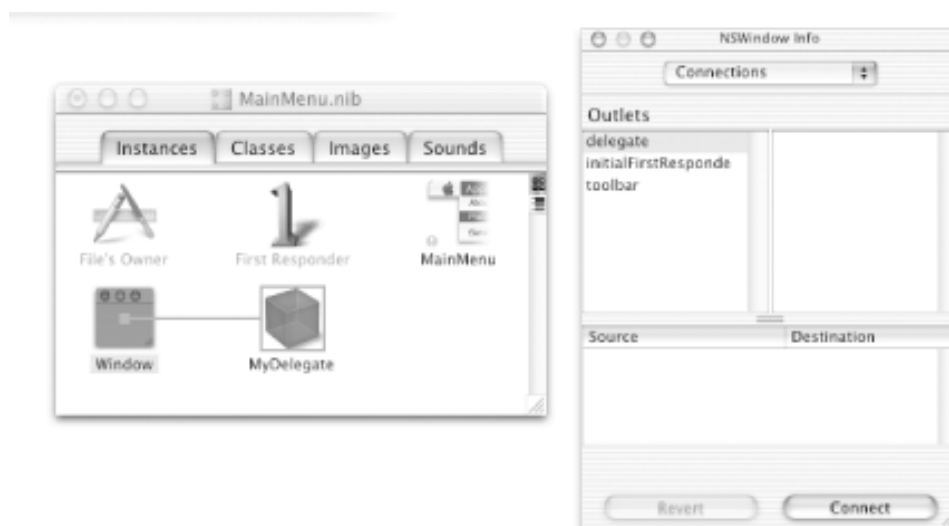 MainMenu.nib
Instances Classes Images Sounds
File's Owner First Responder MainMenu
Window MyDelegate
NSWindow Info
Connections
Outlets
delegate
initialFirstResponde
toolbar
Source Destination
Revert Connect